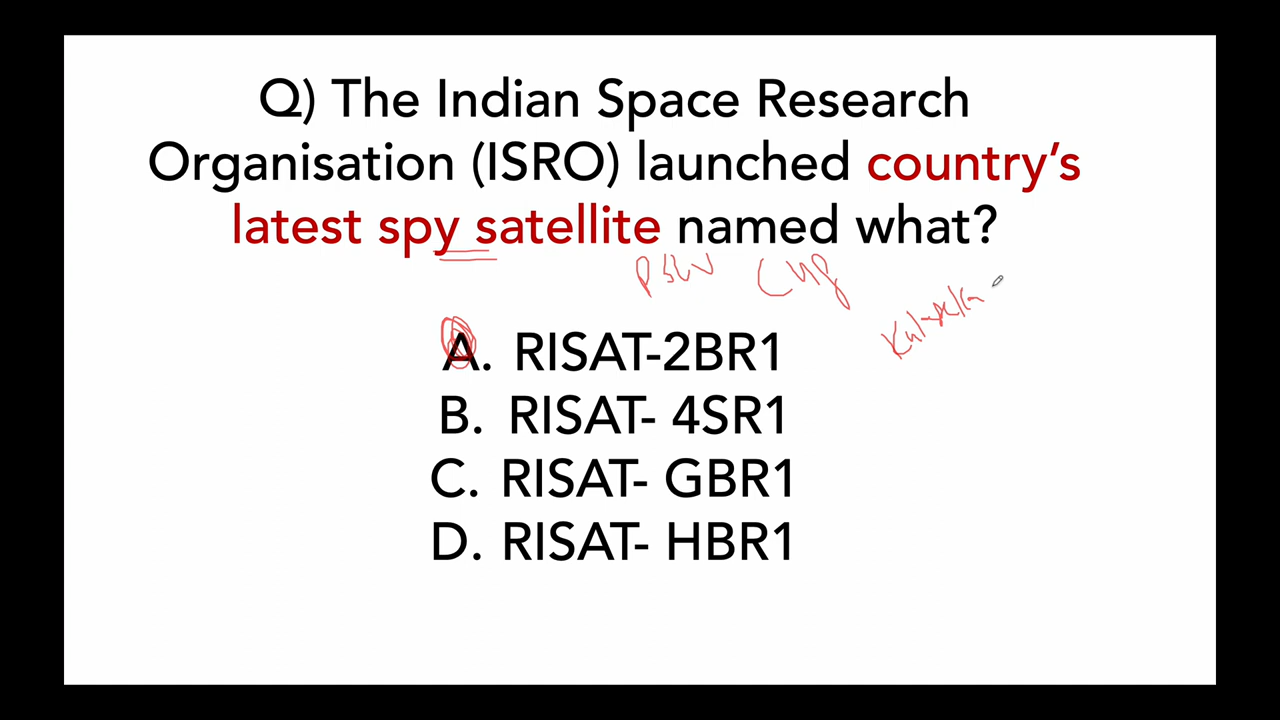 Q) The Indian Space Research
Organisation (ISRO) launched country's
latest spy satellite named what?
PSLV
A. RISAT-2BR1
B. RISAT- 4SR1
C. RISAT- GBR1
D. RISAT- HBR1